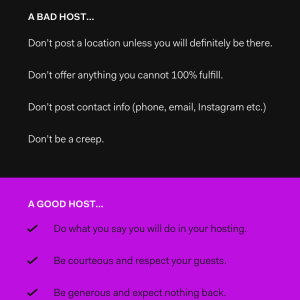 A BAD HOST...
Don't post a location unless you will definitely be there.
Don't offer anything you cannot 100% fulfill.
Don't post contact info (phone, email, Instagram etc.)
Don't be a creep.
A GOOD HOST...
Do what you say you will do in your hosting.
Be courteous and respect your guests.
Be generous and expect nothing back.